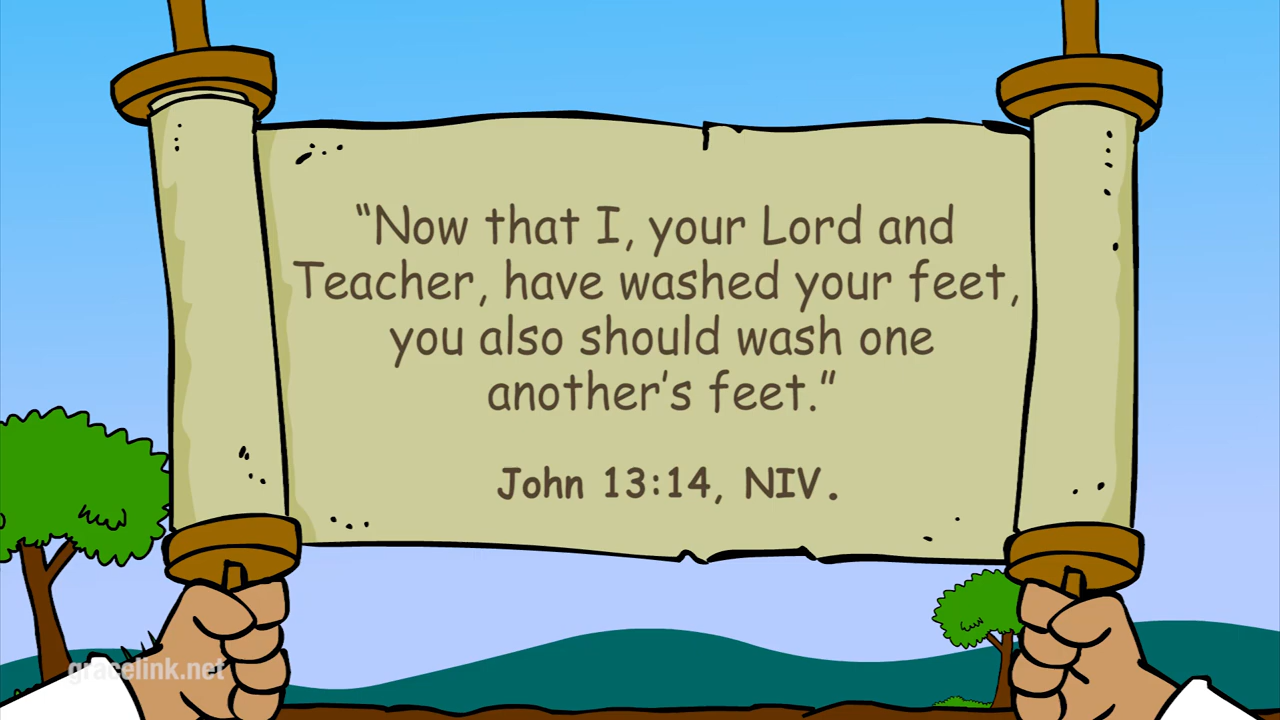 “Now that I, your Lord and
Teacher, have washed your feet,
you also should wash one
another’s feet.”
John 13:14, NIV.
gracelink.net